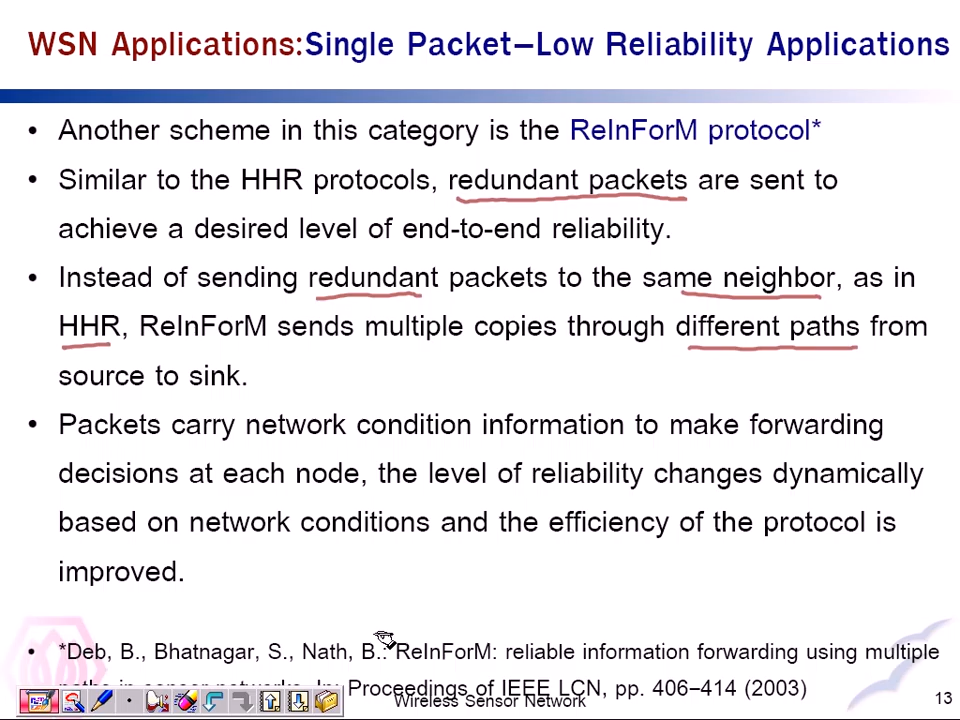 WSN Applications:Single Packet–Low Reliability Applications
• Another scheme in this category is the ReInForM protocol*
• Similar to the HHR protocols, redundant packets are sent to
achieve a desired level of end-to-end reliability.
• Instead of sending redundant packets to the same neighbor, as in
HHR, ReInForM sends multiple copies through different paths from
source to sink.
• Packets carry network condition information to make forwarding
decisions at each node, the level of reliability changes dynamically
based on network conditions and the efficiency of the protocol is
improved.
• *Deb, B., Bhatnagar, S., Nath, B.: ReInForM: reliable information forwarding using multiple
Proceedings of IEEE LCN, pp. 406–414 (2003)
Wireless Sensor Network
13